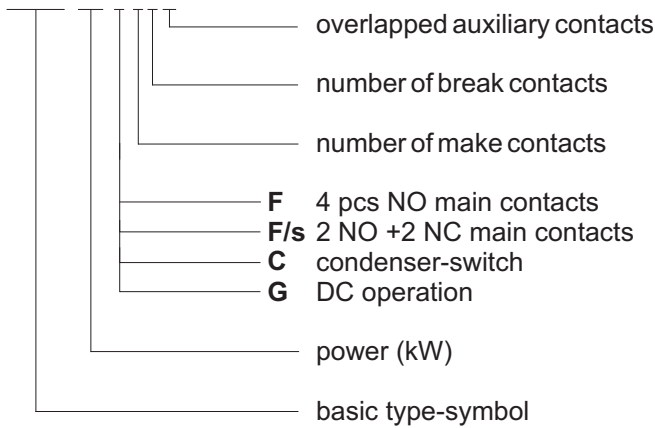 overlapped auxiliary contacts
number of break contacts
number of make contacts
F 4 pcs NO main contacts
F/s 2 NO +2 NC main contacts
C condenser-switch
G DC operation
power (kW)
basic type-symbol